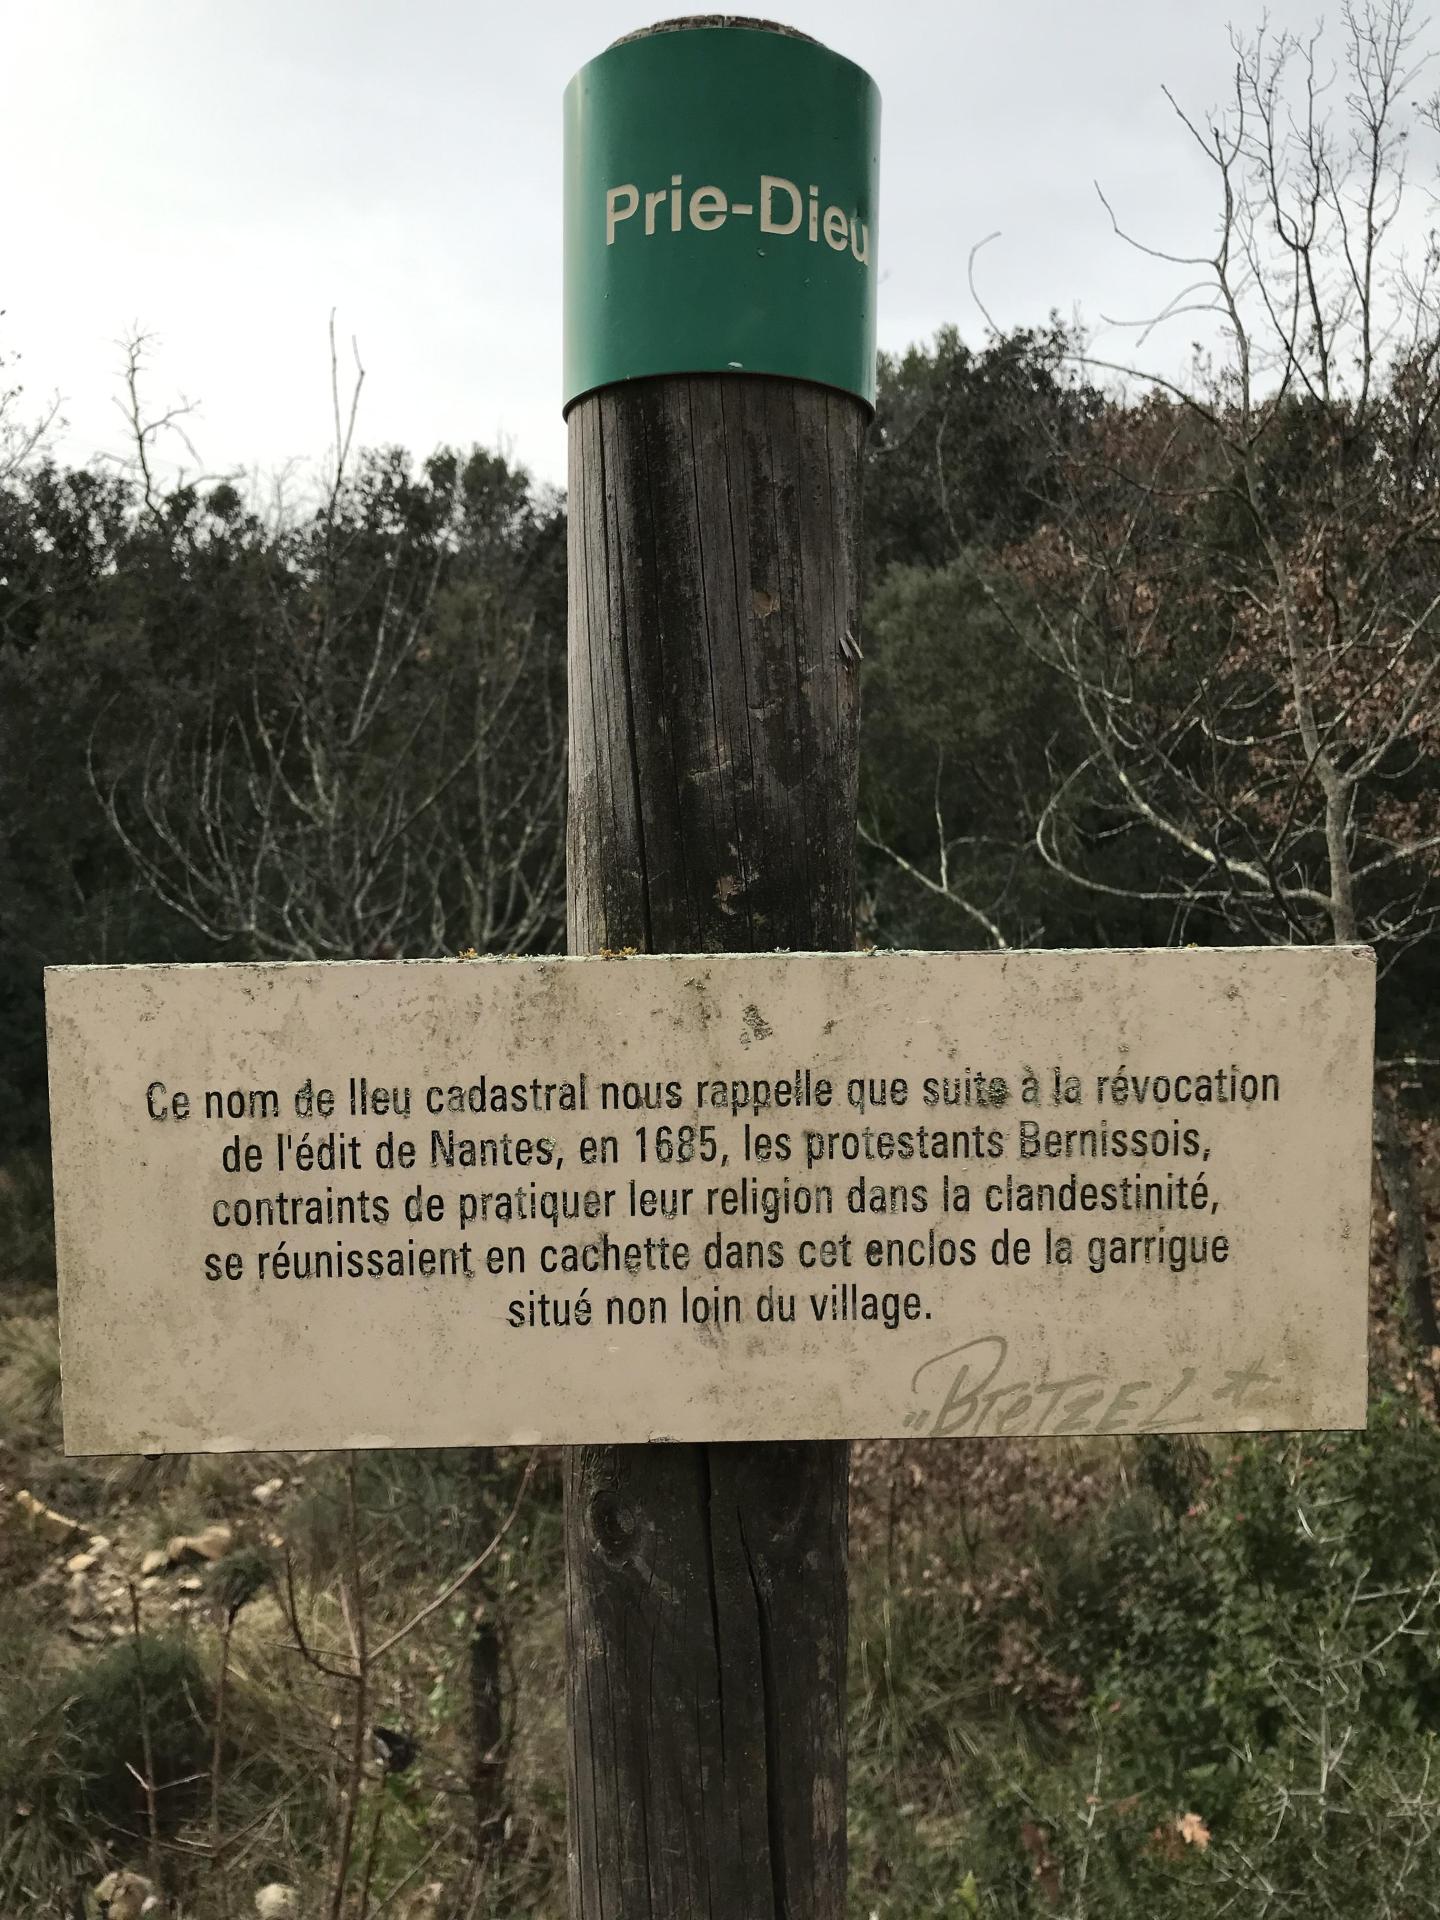 Prie-Dieu
Ce nom de lieu cadastral nous rappelle que suite à la révocation
de l'édit de Nantes, en 1685, les protestants Bernissois,
contraints de pratiquer leur religion dans la clandestinité,
se réunissaient en cachette dans cet enclos de la garrigue
situé non loin du village.
„BreTzEL*